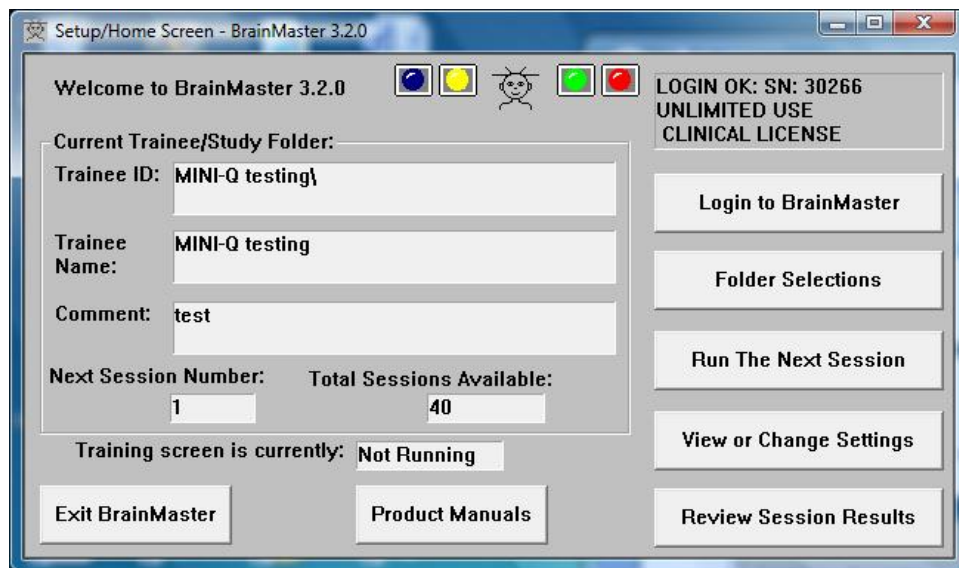 Setup/Home Screen - BrainMaster 3.2.0
Welcome to BrainMaster 3.2.0
LOGIN OK: SN: 30266
UNLIMITED USE
CLINICAL LICENSE
Current Trainee/Study Folder:
Trainee ID: MINI-Q testing\
Trainee
Name:
MINI-Q testing
Comment: test
Next Session Number:
1
Total Sessions Available:
40
Training screen is currently: Not Running
Exit BrainMaster
Product Manuals
Login to BrainMaster
Folder Selections
Run The Next Session
View or Change Settings
Review Session Results